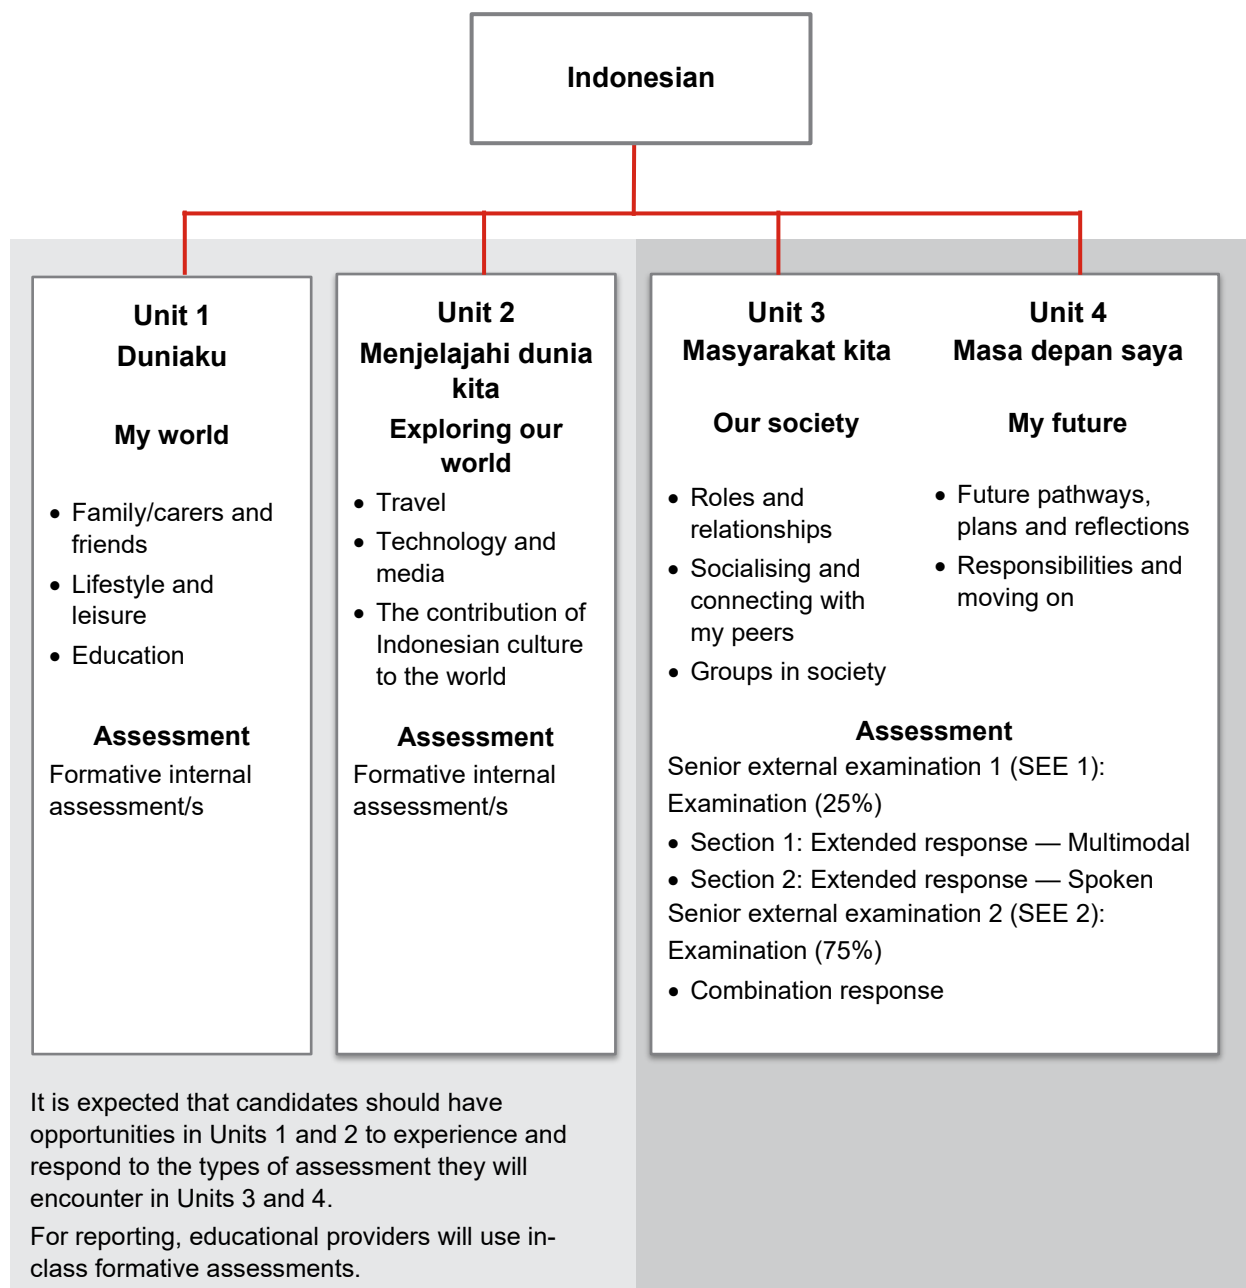 Indonesian
Unit 1
Duniaku
My world
• Family/carers and
friends
• Lifestyle and
leisure
• Education
Assessment
Formative internal
assessment/s
Unit 2
Menjelajahi dunia
kita
Exploring our
world
• Travel
• Technology and
media
• The contribution of
Indonesian culture
to the world
Assessment
Formative internal
assessment/s
Unit 3
Masyarakat kita
Our society
• Roles and
relationships
• Socialising and
connecting with
my peers
• Groups in society
Unit 4
Masa depan saya
My future
• Future pathways,
plans and reflections
• Responsibilities and
moving on
Assessment
Senior external examination 1 (SEE 1):
Examination (25%)
• Section 1: Extended response — Multimodal
• Section 2: Extended response — Spoken
Senior external examination 2 (SEE 2):
Examination (75%)
• Combination response
It is expected that candidates should have
opportunities in Units 1 and 2 to experience and
respond to the types of assessment they will
encounter in Units 3 and 4.
For reporting, educational providers will use in-
class formative assessments.